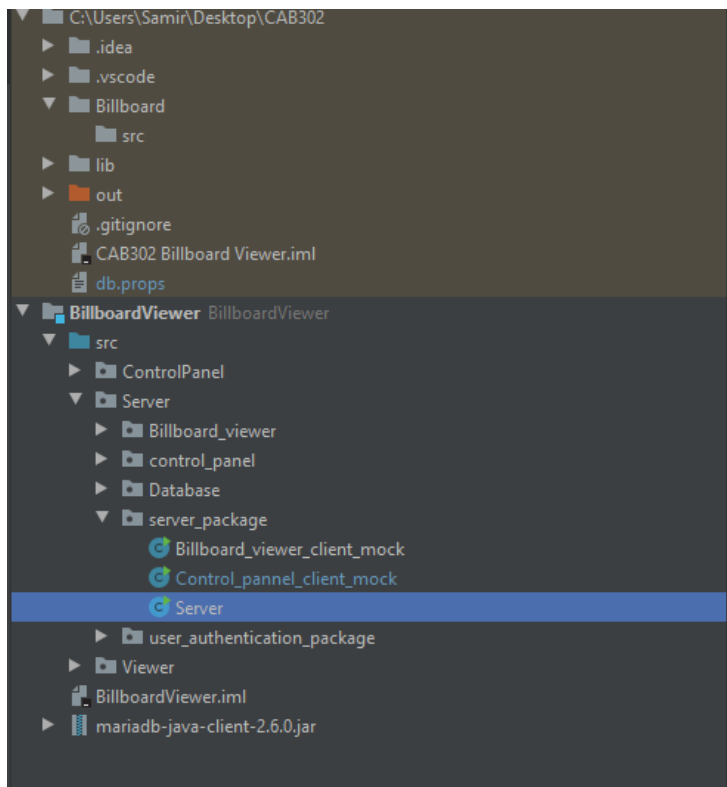 C:\Users\Samir\Desktop\CAB302
.idea
.vscode
Billboard
src
lib
out
.gitignore
CAB302 Billboard Viewer.iml
db.props
BillboardViewer BillboardViewer
src
ControlPanel
Server
Billboard_viewer
control_panel
Database
server_package
Billboard_viewer_client_mock
Control_pannel_client_mock
Server
user_authentication_package
Viewer
BillboardViewer.iml
mariadb-java-client-2.6.0.jar